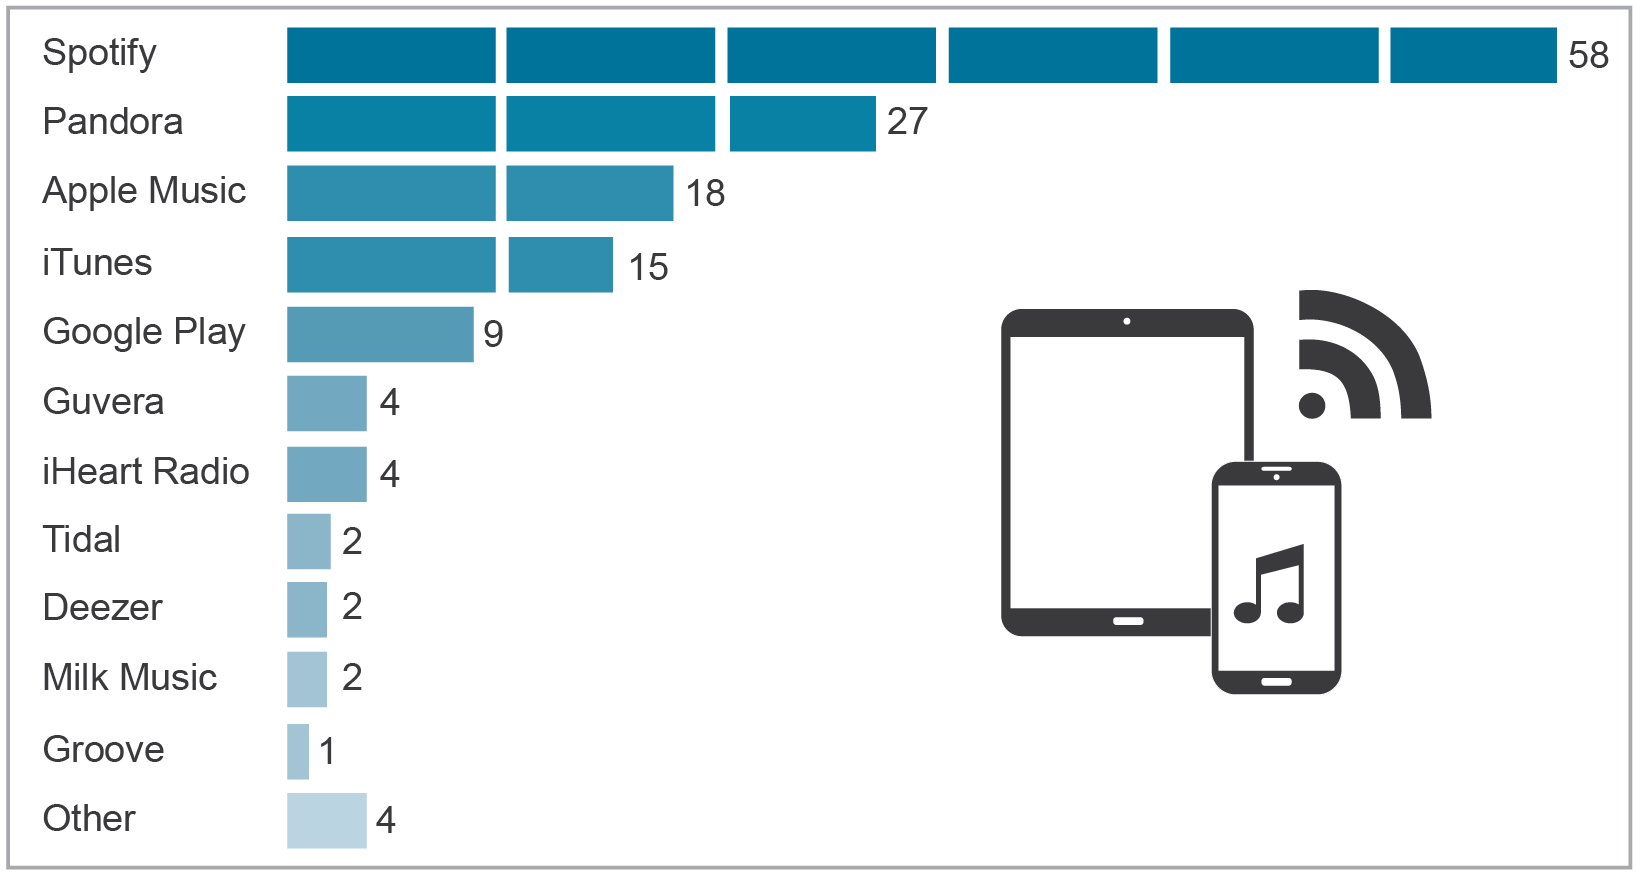 Spotify 58
Pandora 27
Apple Music 18
iTunes 15
Google Play 9
Guvera 4
iHeart Radio 4
Tidal 2
Deezer 2
Milk Music 2
Groove 1
Other 4